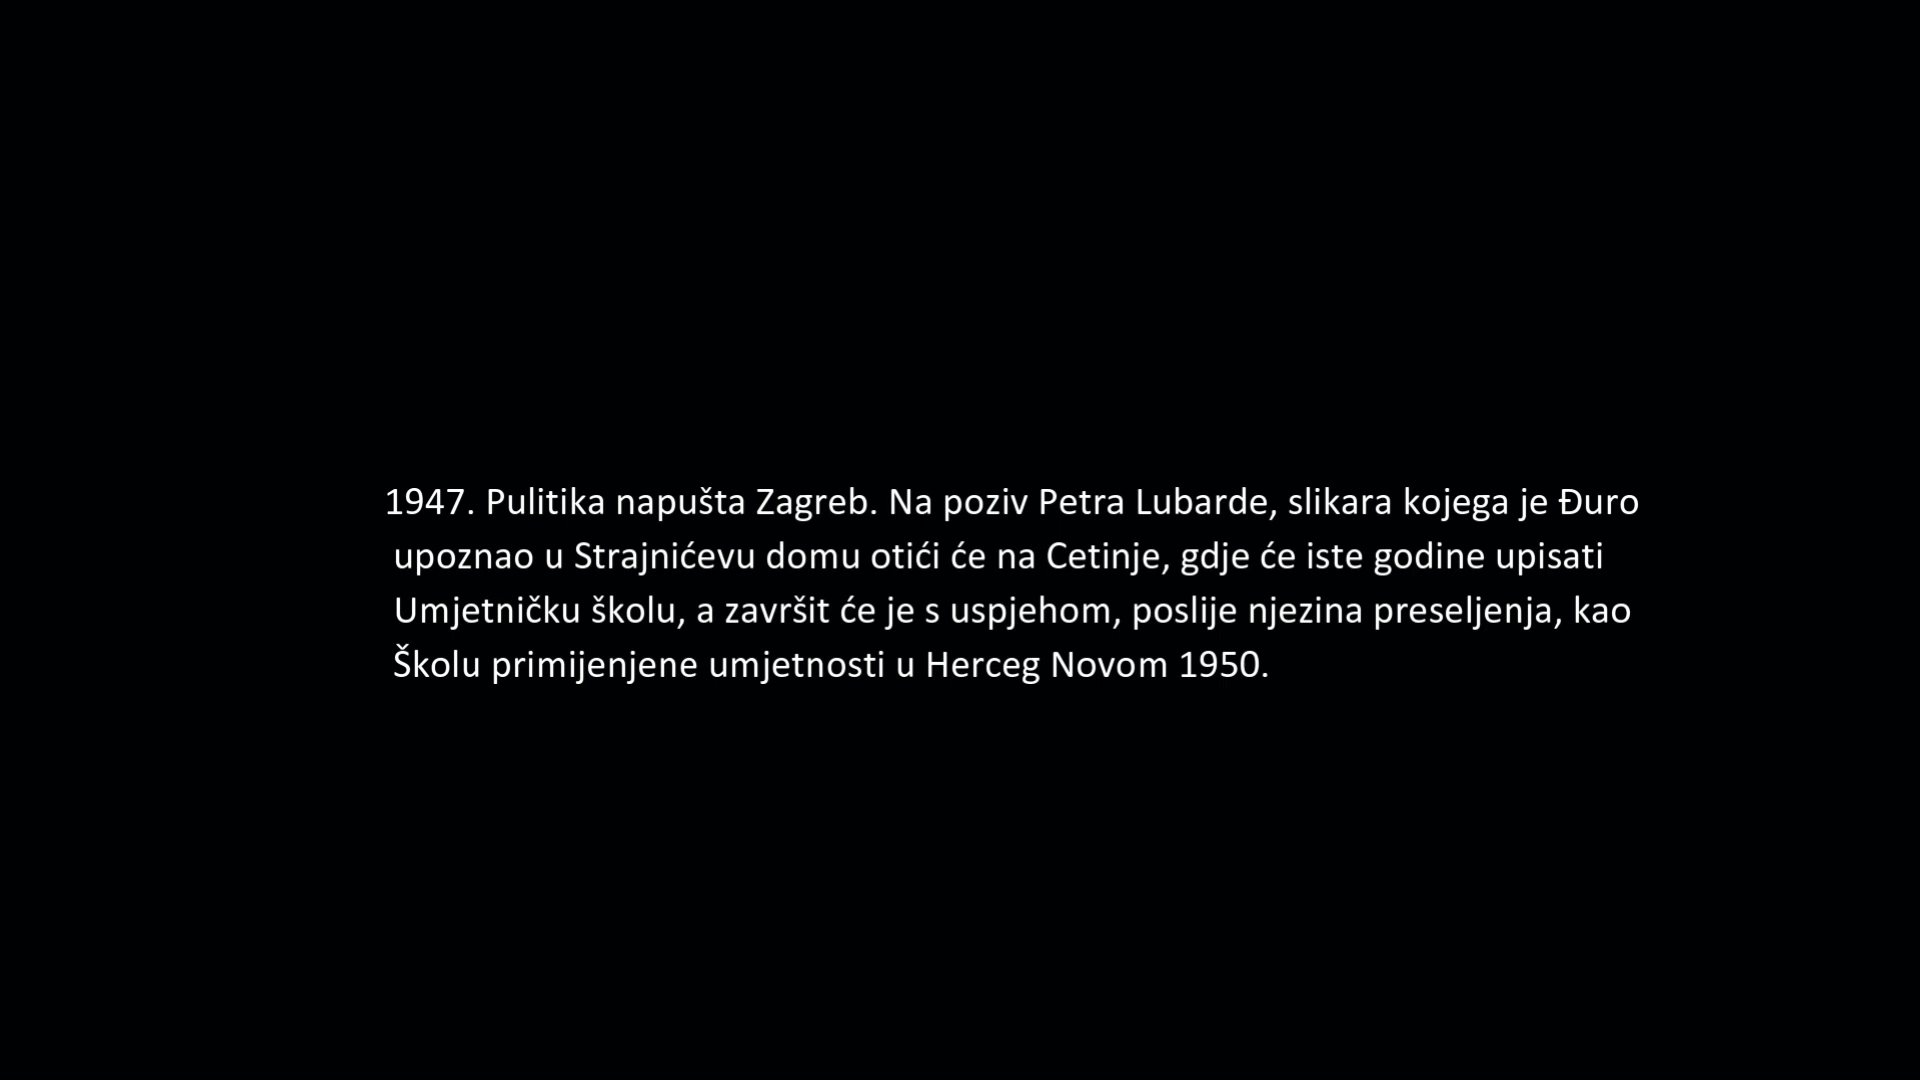 1947. Pulitika napušta Zagreb. Na poziv Petra Lubarde, slikara kojega je Đuro
upoznao u Strajnićevu domu otići će na Cetinje, gdje će iste godine upisati
Umjetničku školu, a završit će je s uspjehom, poslije njezina preseljenja, kao
Školu primijenjene umjetnosti u Herceg Novom 1950.